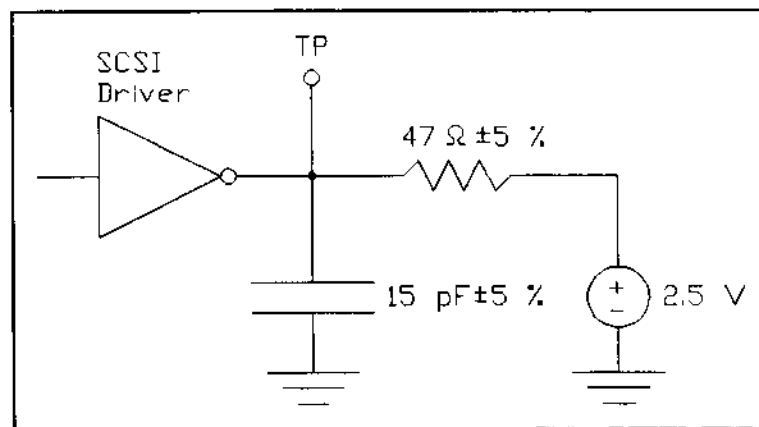 TP
SCSI
Driver
47 Ω ±5 %
15 pF±5 %
+
−
2.5 V